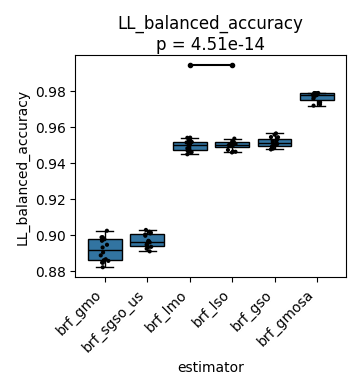 LL_balanced_accuracy
p = 4.51e-14
LL_balanced_accuracy
0.98
0.96
0.94
0.92
0.90
0.88
brf_gmo
brf_sgso_us
brf_lmo
brf_lso
brf_gso
brf_gmosa
estimator